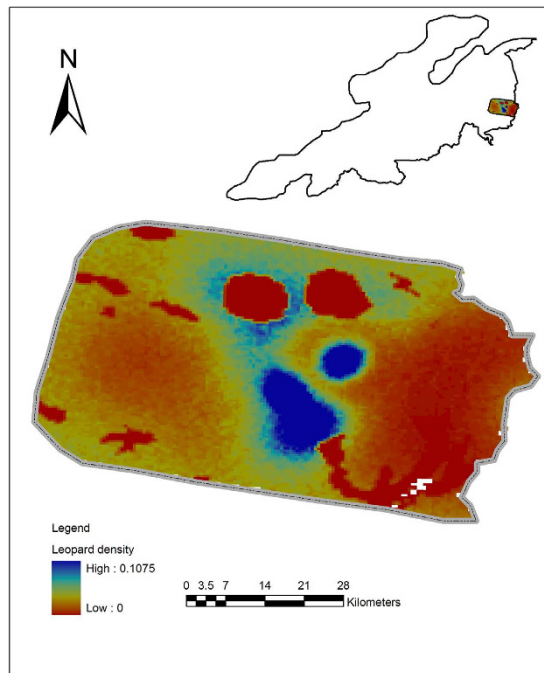 N
Legend
Leopard density
High : 0.1075
Low : 0
0 3.5 7 14 21 28
Kilometers